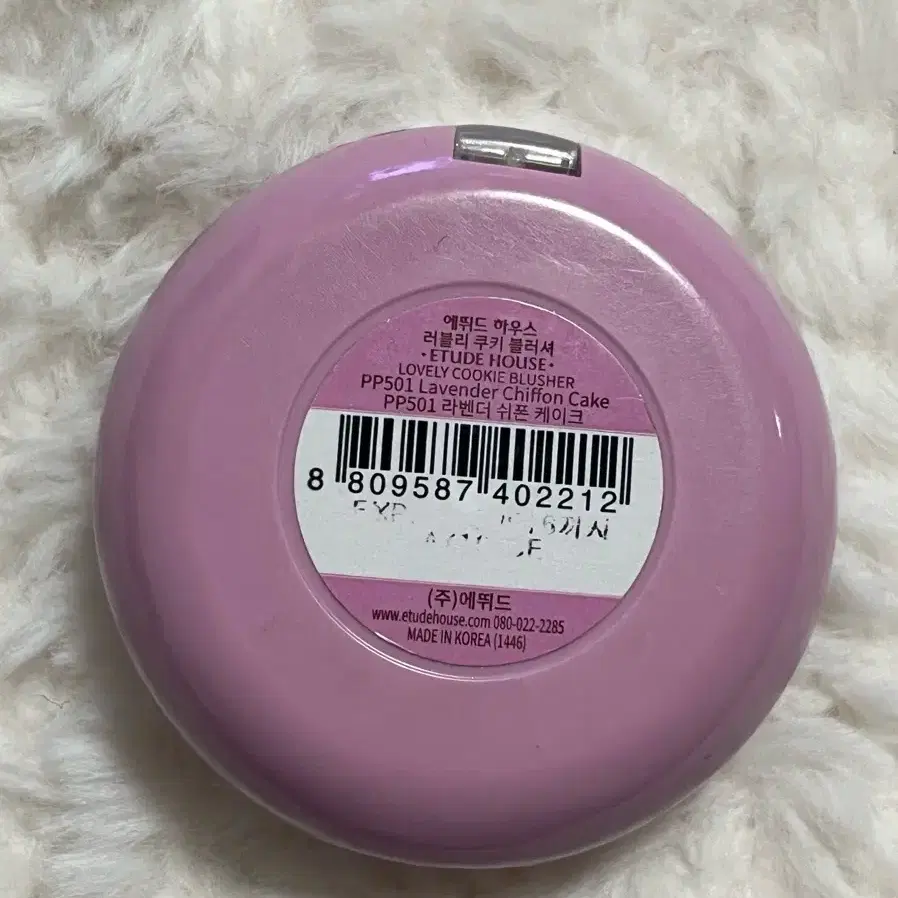 에뛰드 하우스
러블리 쿠키 블러셔
·ETUDE HOUSE·
LOVELY COOKIE BLUSHER
PP501 Lavender Chiffon Cake
PP501 라벤더 쉬폰 케이크
8 809587 402212
(주)에뛰드
www.etudehouse.com 080-022-2285
MADE IN KOREA (1446)